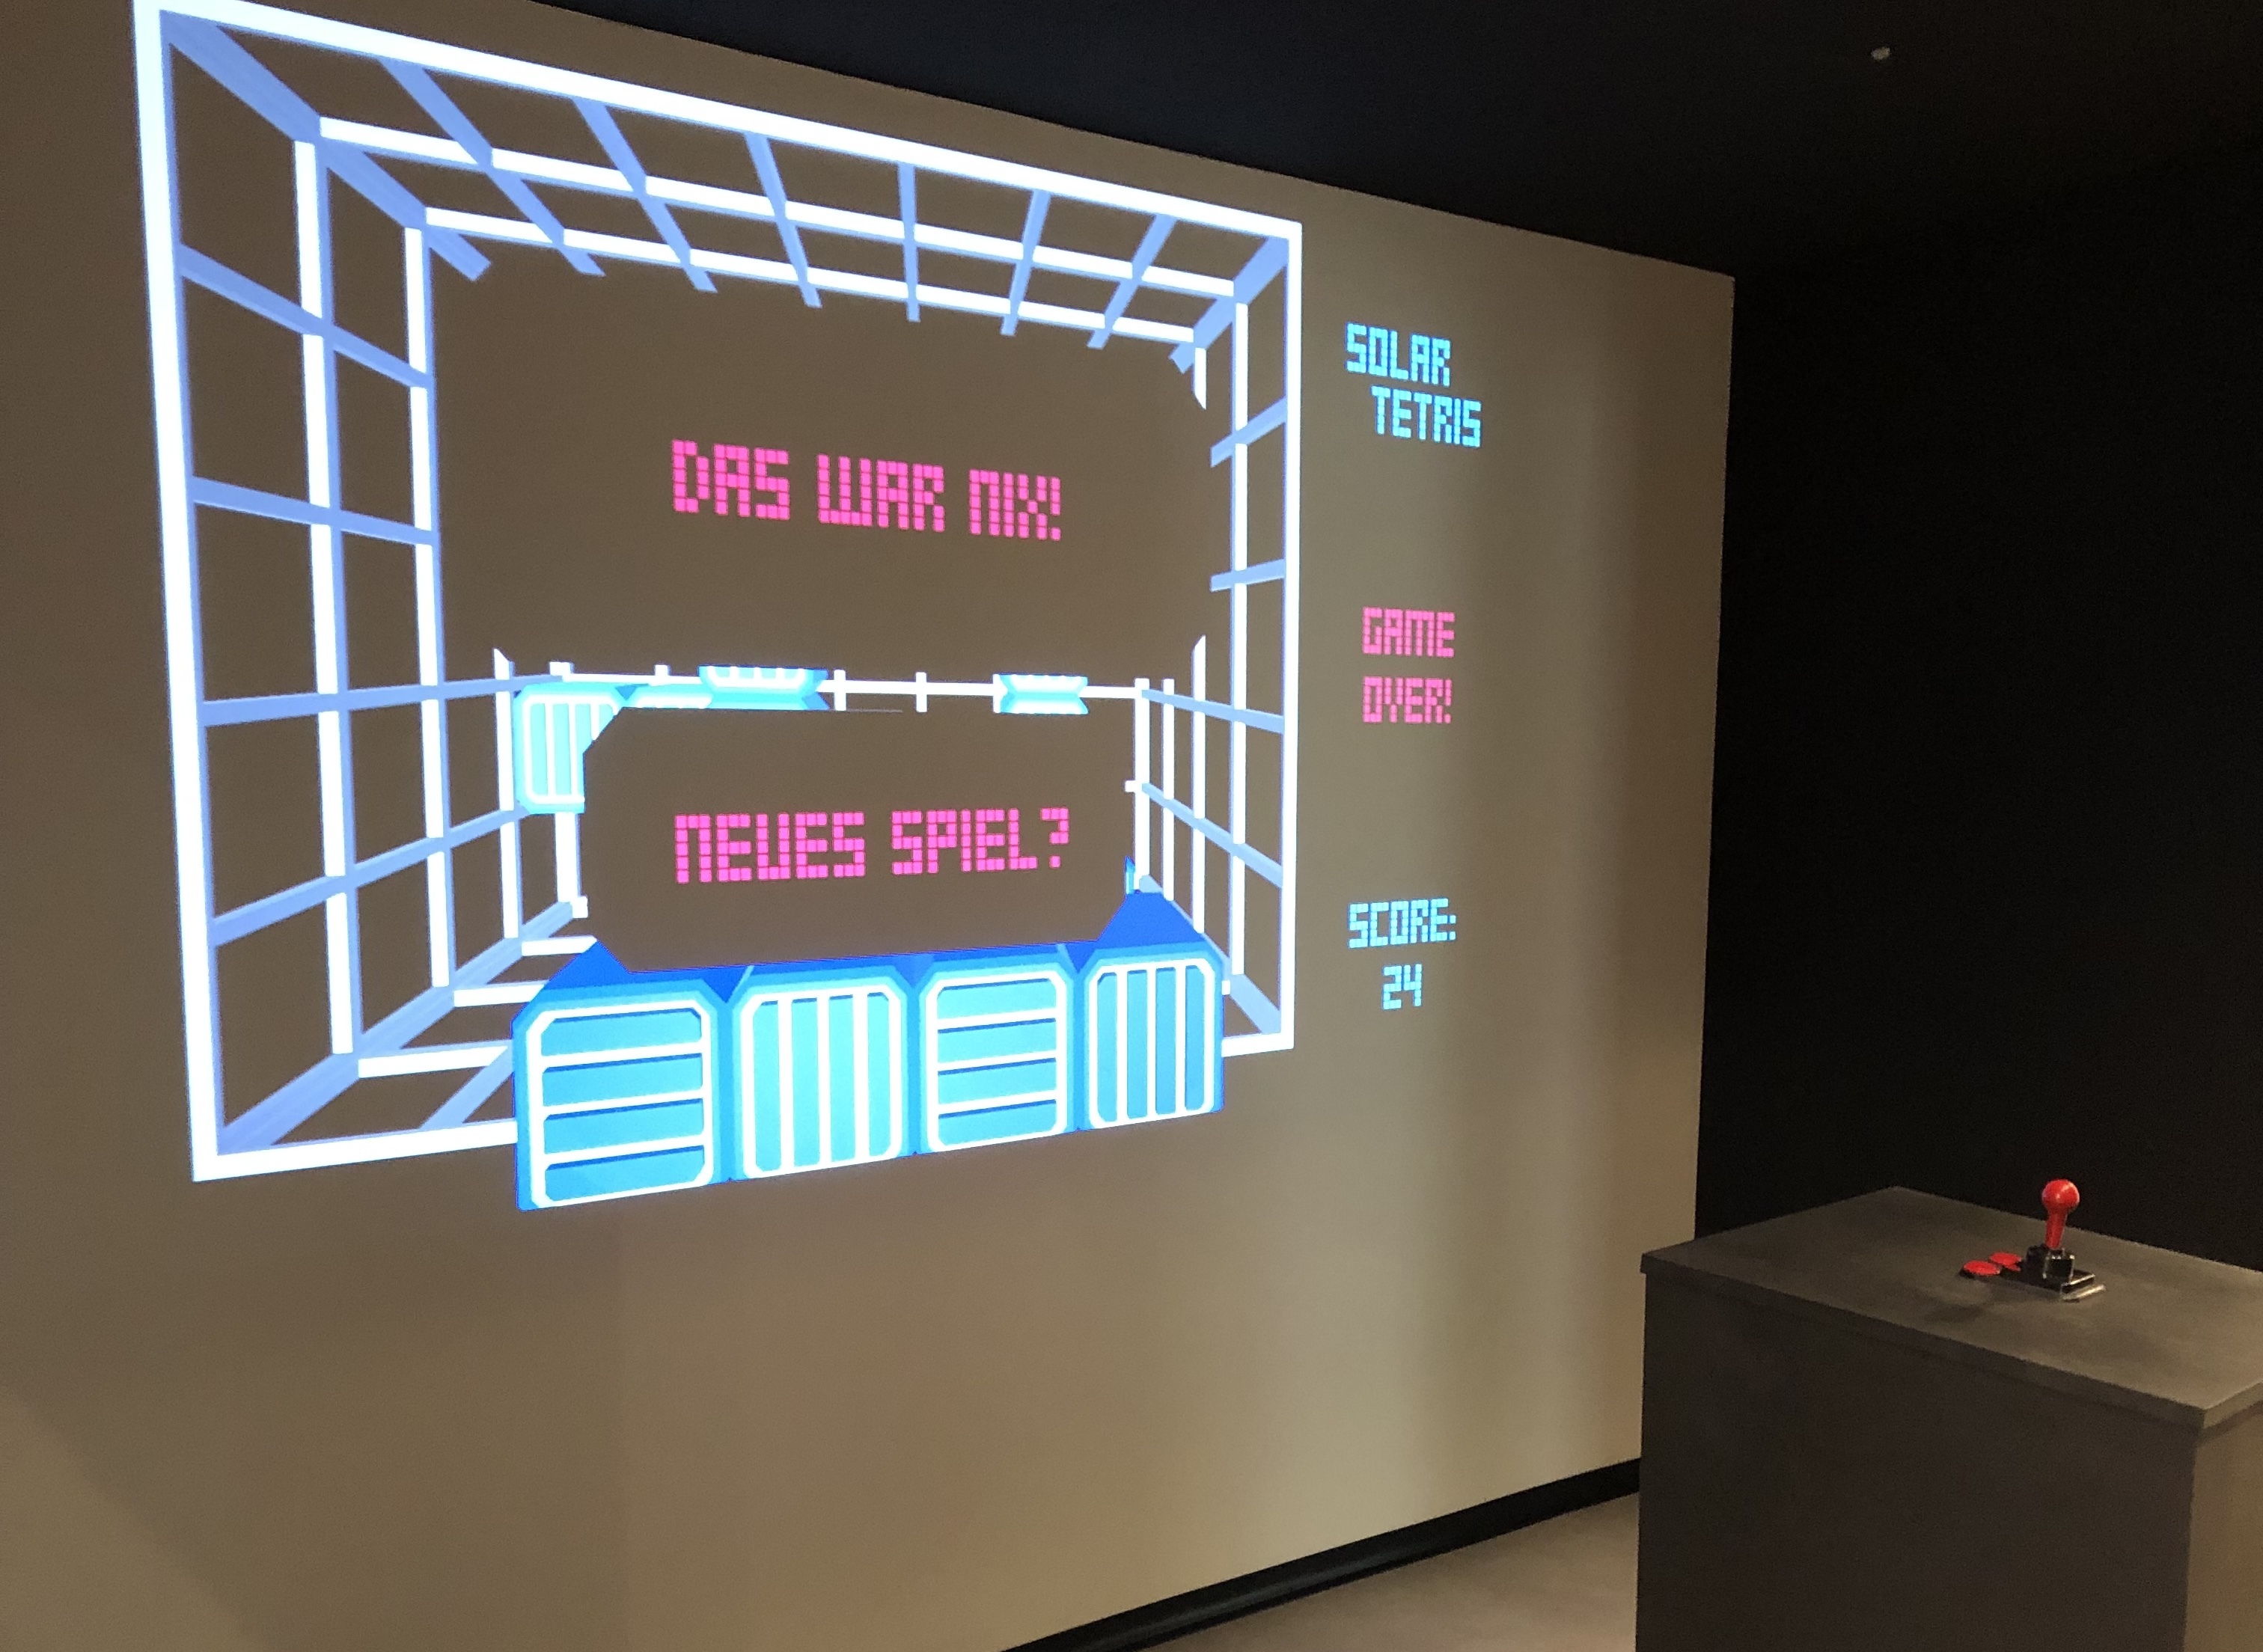 DAS WAR NIX!
NEUES SPIEL?
SOLAR
TETRIS
GAME
OVER!
SCORE:
24